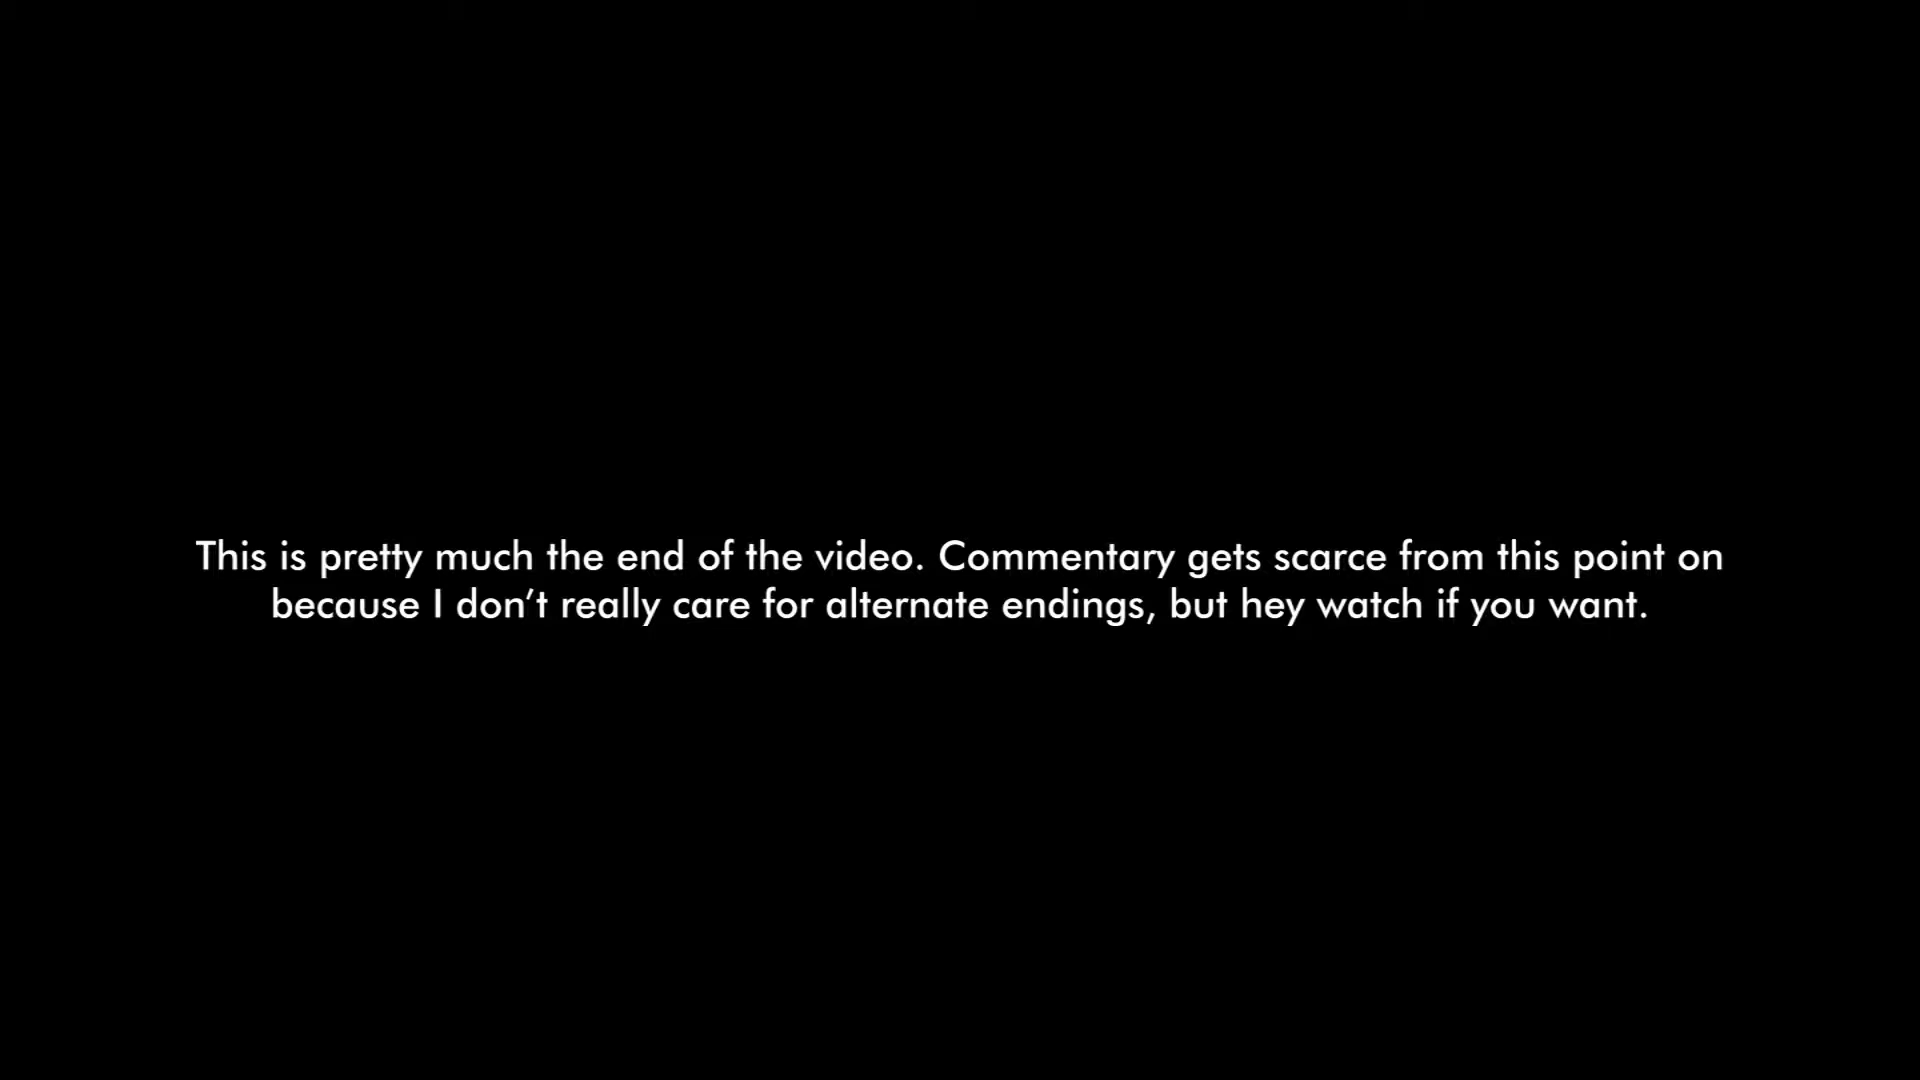 This is pretty much the end of the video. Commentary gets scarce from this point on
because I don’t really care for alternate endings, but hey watch if you want.